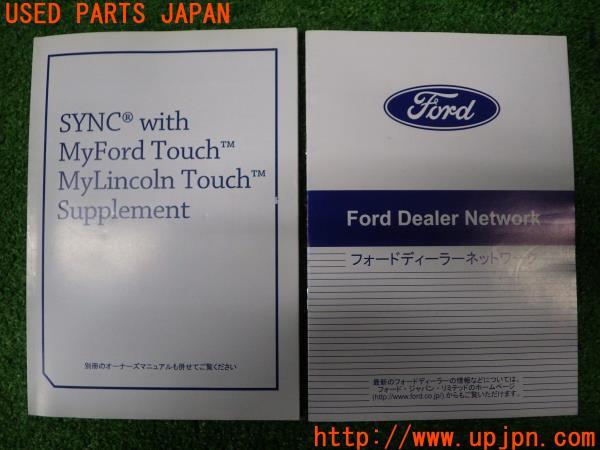 USED PARTS JAPAN
SYNC® with
MyFord Touch™
MyLincoln Touch™
Supplement
別冊のオーナーズマニュアルも併せてご覧ください
Ford
Ford Dealer Network
フォードディーラーネットワーク
最新のフォードディーラーの情報などについては、
フォード・ジャパン・リミテッドのホームページ
(http://www.ford.co.jp/)からもご覧いただけます。
http://www.upjpn.com/